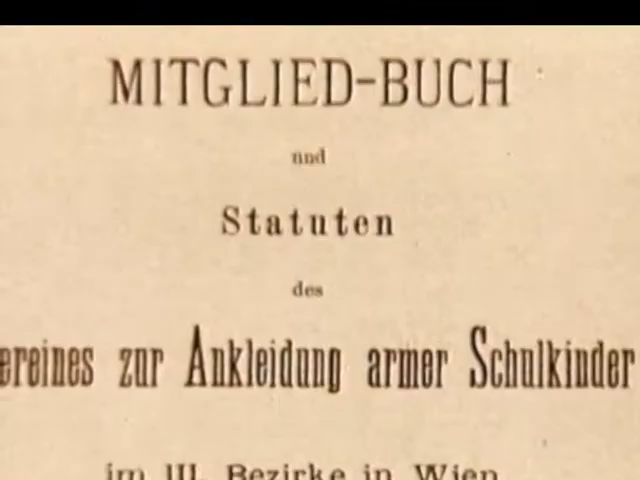 MITGLIED-BUCH
und
Statuten
des
ereines zur Ankleidung armer Schulkinder
im III. Bezirke in Wien